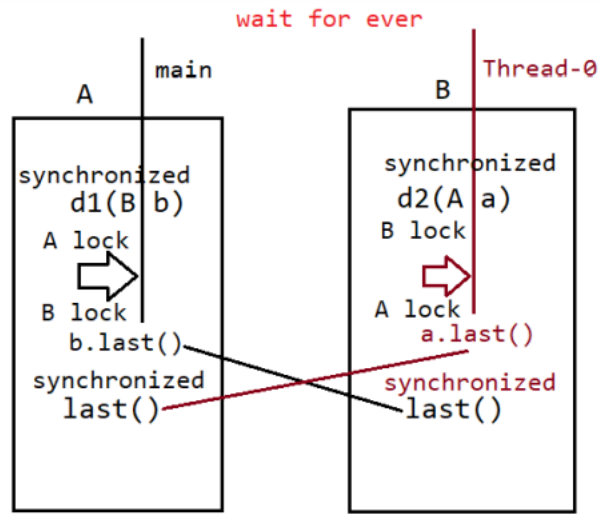 wait for ever
main
Thread-0
A
B
synchronized
d1(B b)
A lock
B lock
b.last()
synchronized
last()
synchronized
d2(A a)
B lock
A lock
a.last()
synchronized
last()